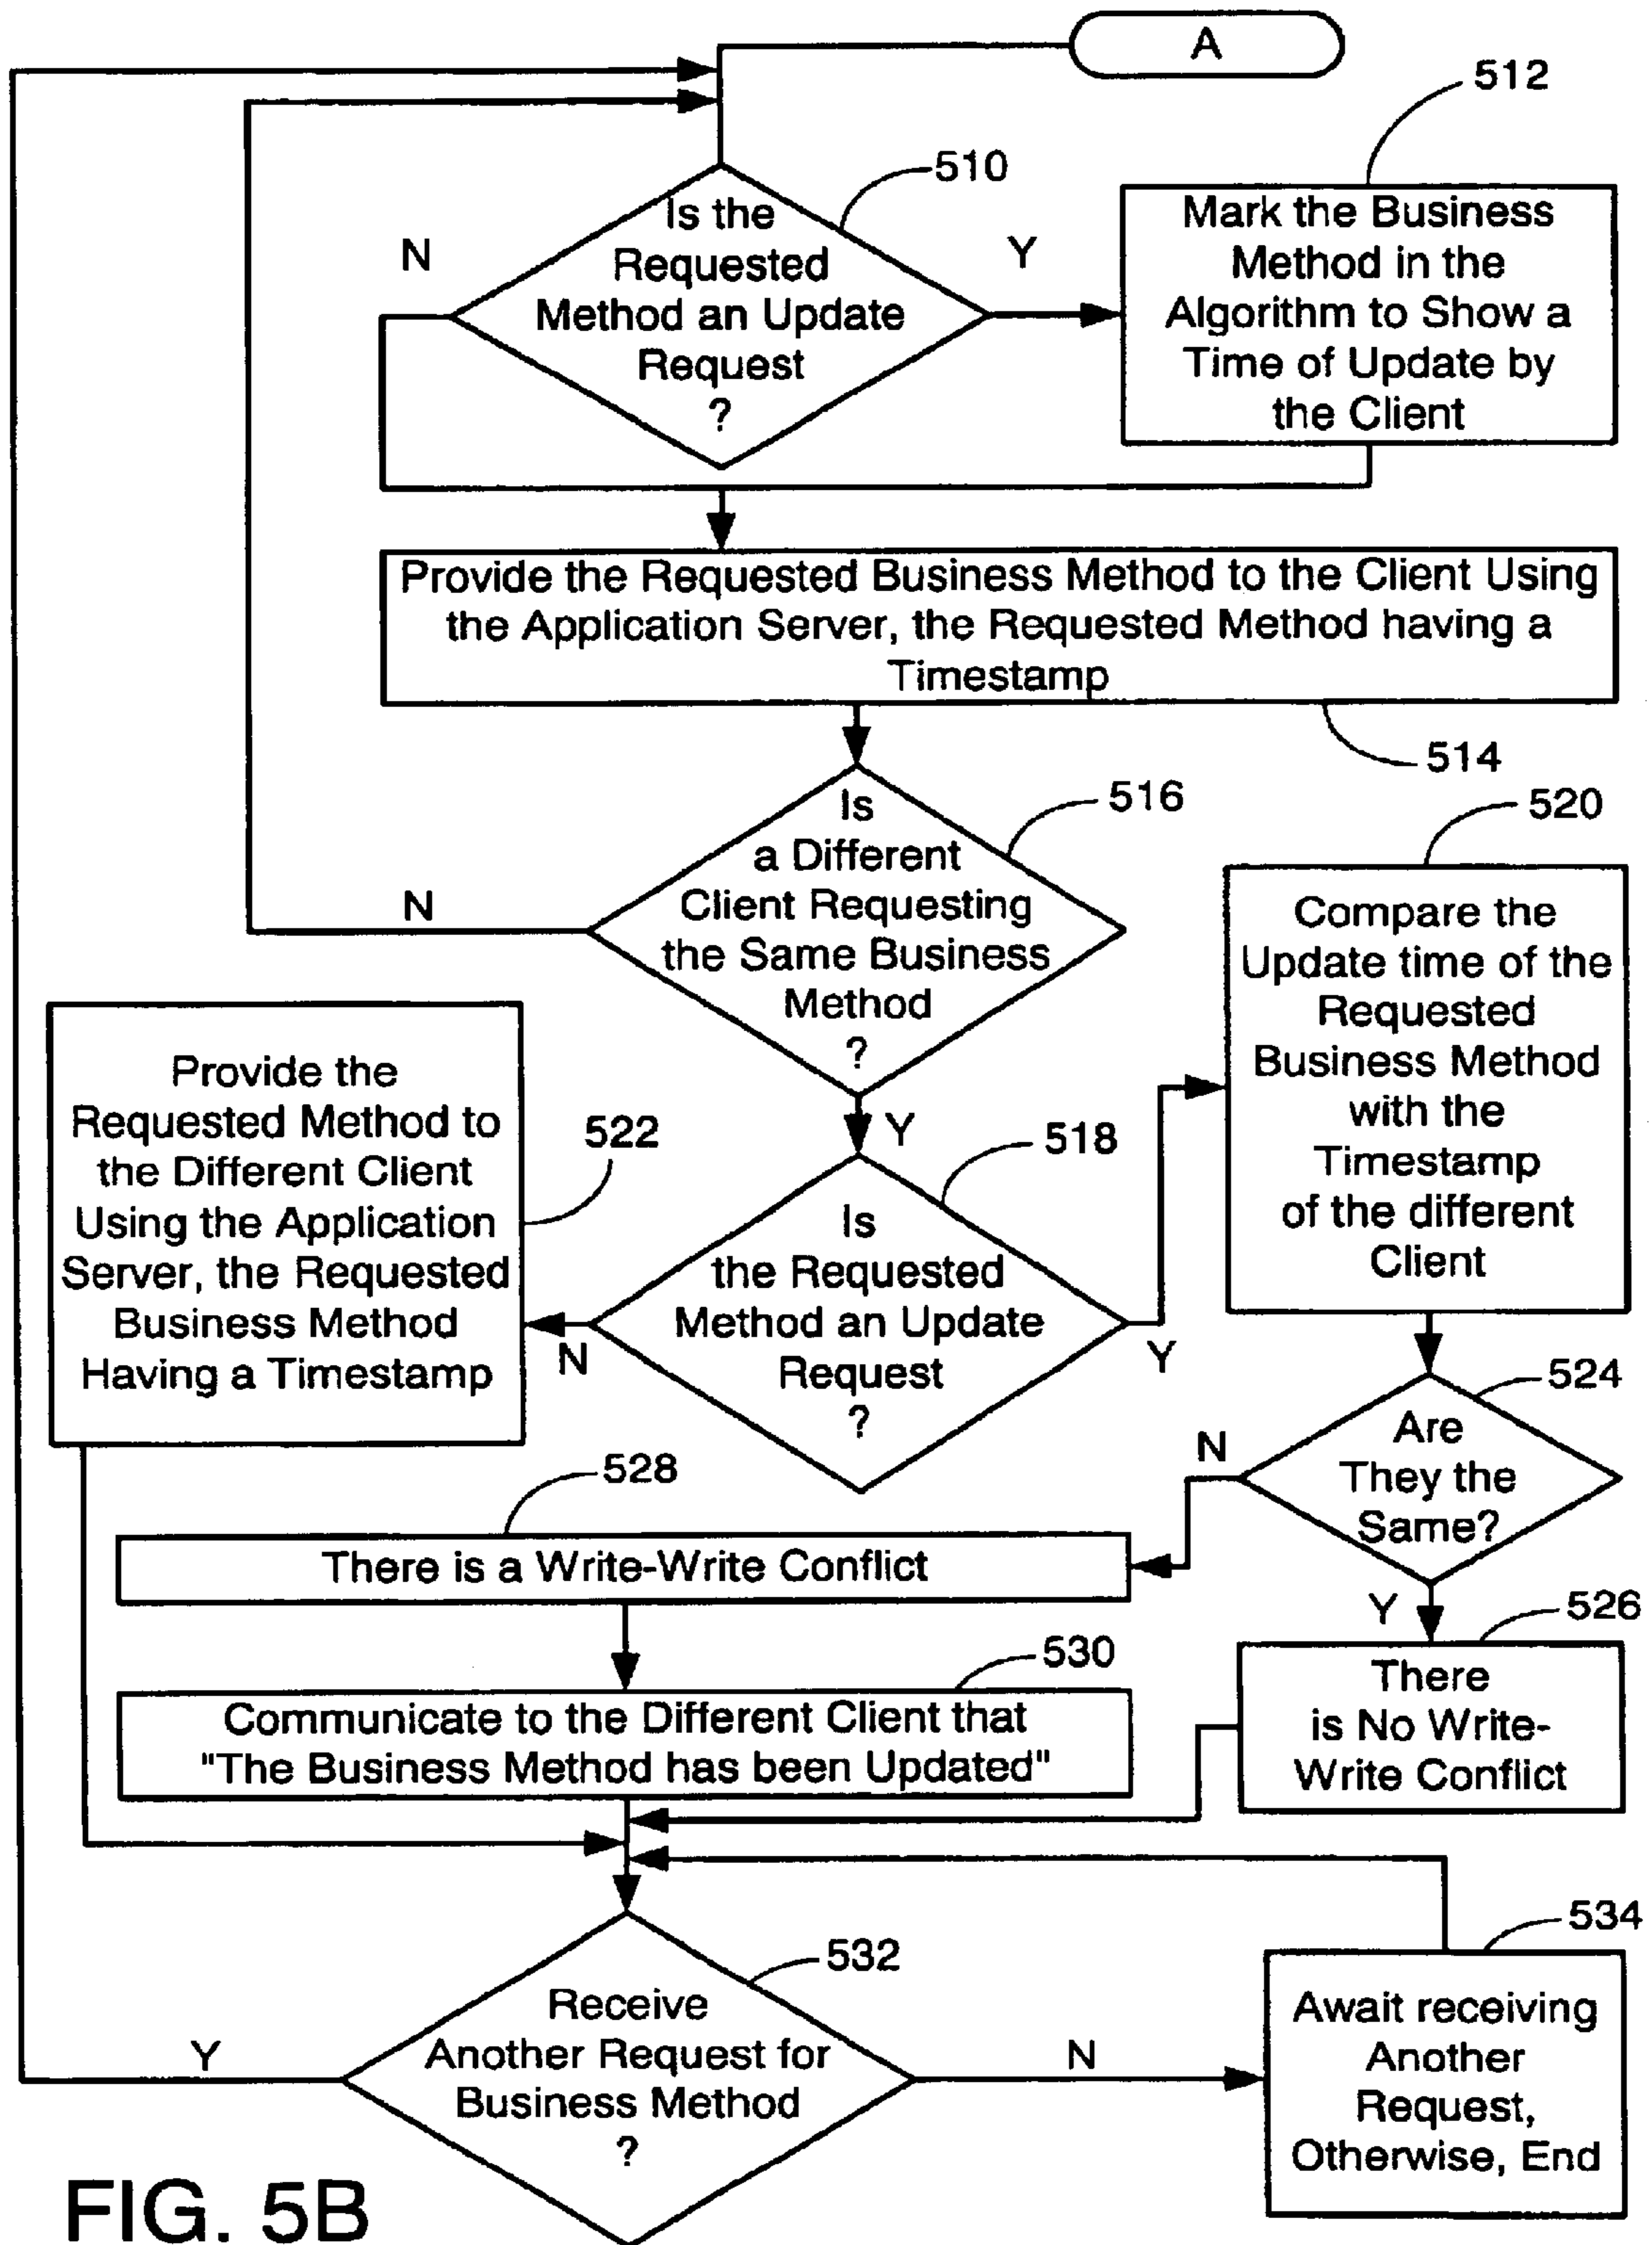 A
512
510
Is the
Requested
Method an Update
Request
?
N
Y
Mark the Business
Method in the
Algorithm to Show a
Time of Update by
the Client
Provide the Requested Business Method to the Client Using
the Application Server, the Requested Method having a
Timestamp
514
516
Is
a Different
Client Requesting
the Same Business
Method
?
N
Y
520
Compare the
Update time of the
Requested
Business Method
with the
Timestamp
of the different
Client
518
Is
the Requested
Method an Update
Request
?
N
Y
522
Provide the
Requested Method to
the Different Client
Using the Application
Server, the Requested
Business Method
Having a Timestamp
524
Are
They the
Same?
N
Y
528
There is a Write-Write Conflict
526
There
is No Write-
Write Conflict
530
Communicate to the Different Client that
"The Business Method has been Updated"
532
Receive
Another Request for
Business Method
?
Y
N
534
Await receiving
Another
Request,
Otherwise, End
FIG. 5B